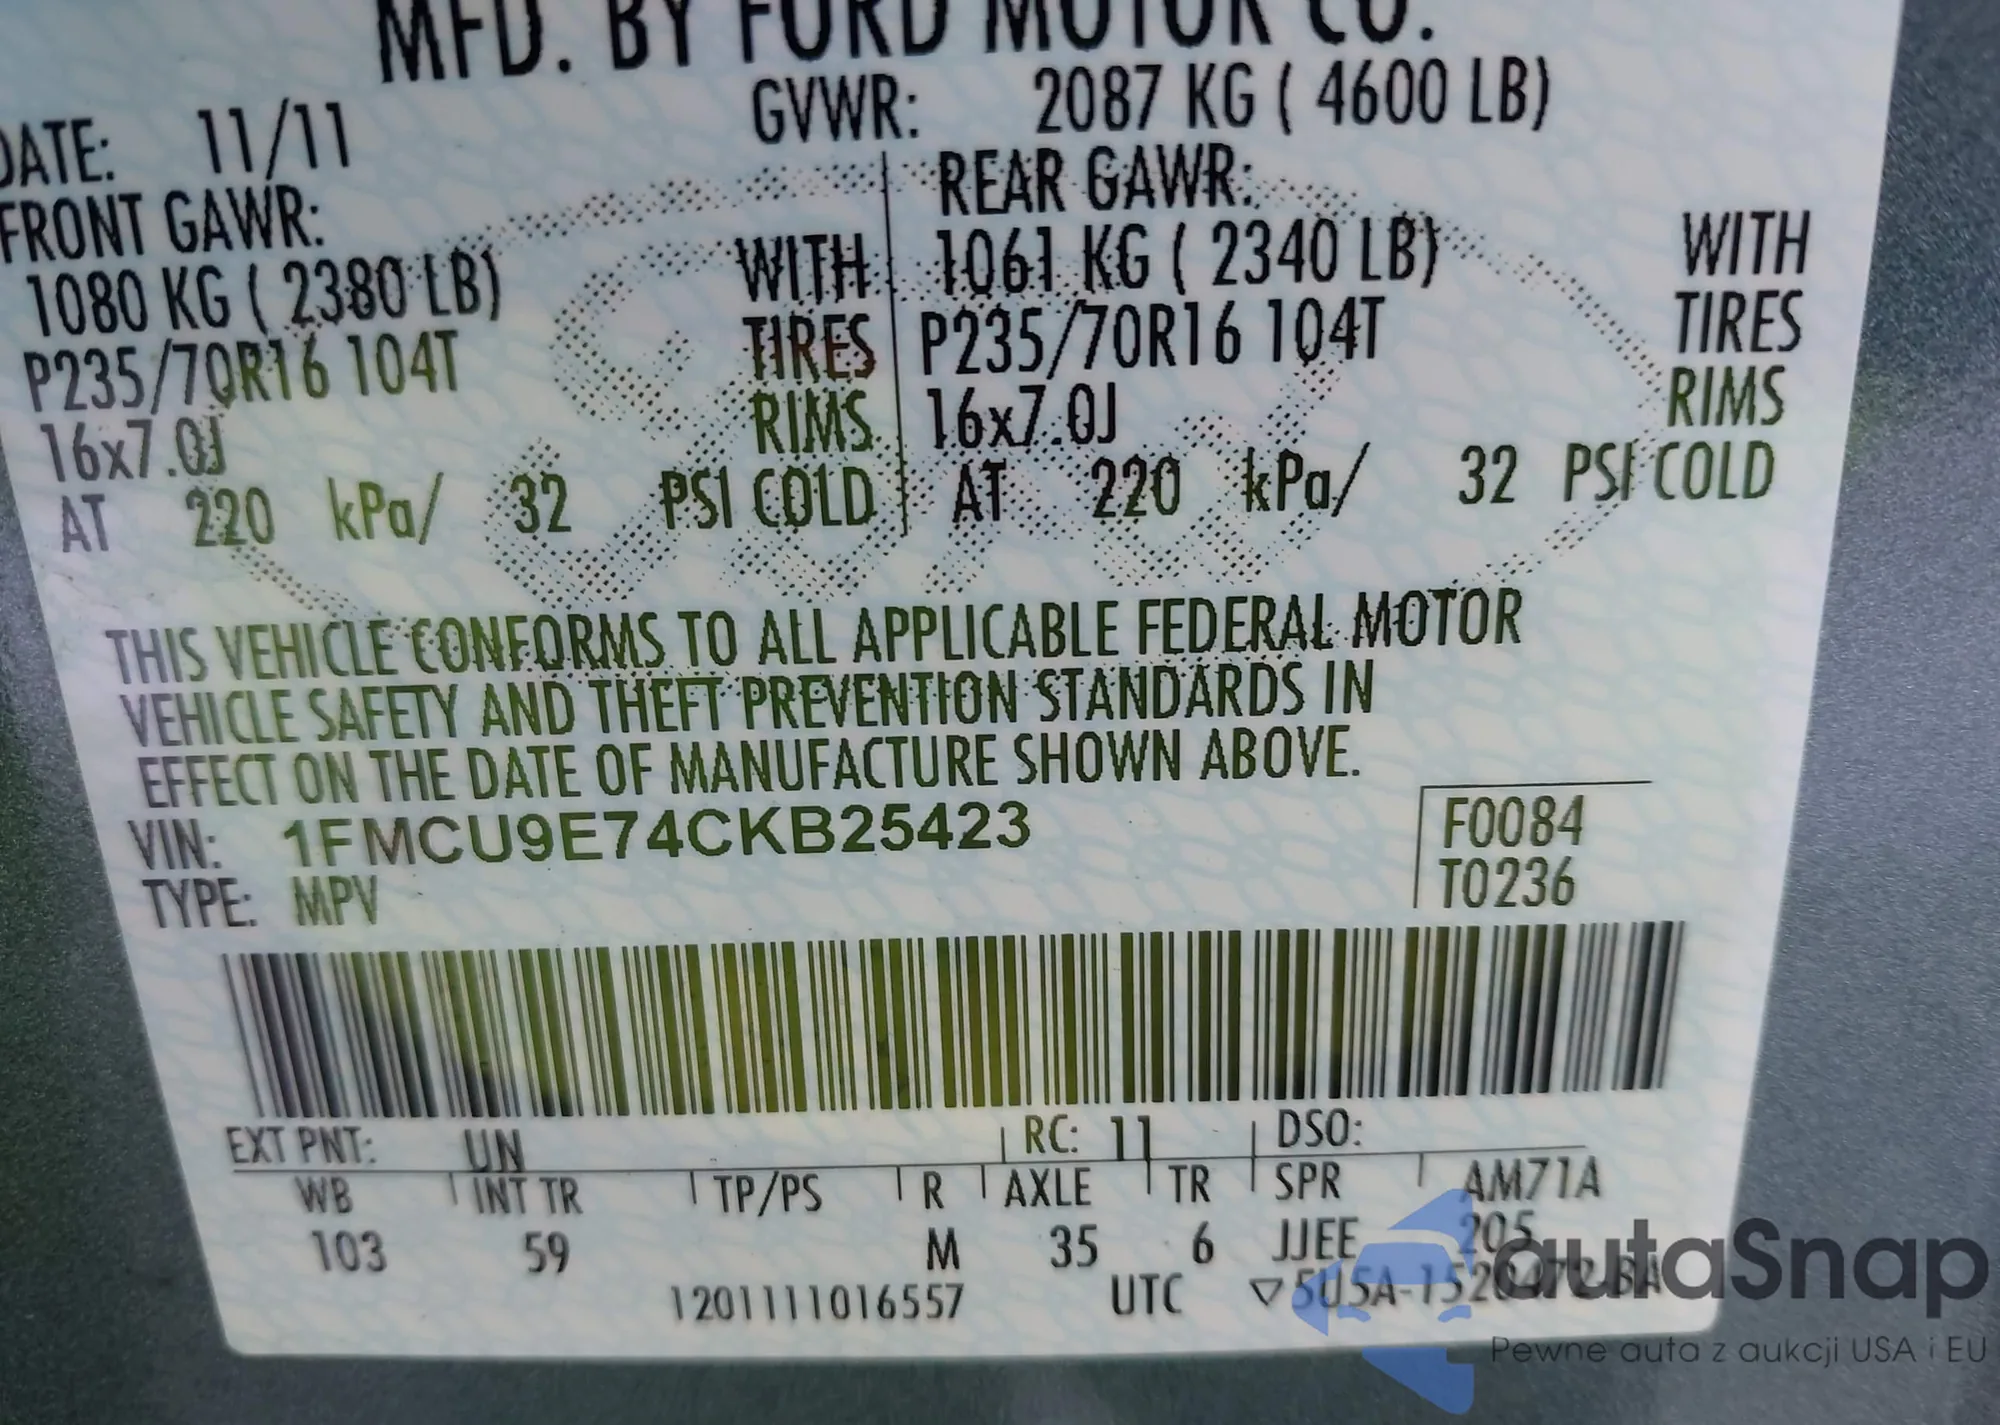 MFD. BY FORD MOTOR CO.
DATE: 11/11 GVWR: 2087 KG ( 4600 LB)
FRONT GAWR: REAR GAWR:
1080 KG ( 2380 LB) WITH 1061 KG ( 2340 LB) WITH
P235/70R16 104T TIRES P235/70R16 104T TIRES
16x7.0J RIMS 16x7.0J RIMS
AT 220 kPa/ 32 PSI COLD AT 220 kPa/ 32 PSI COLD
THIS VEHICLE CONFORMS TO ALL APPLICABLE FEDERAL MOTOR
VEHICLE SAFETY AND THEFT PREVENTION STANDARDS IN
EFFECT ON THE DATE OF MANUFACTURE SHOWN ABOVE.
VIN: 1FMCU9E74CKB25423 F0084
TYPE: MPV T0236
EXT PNT: UN RC: 11 DSO:
WB INT TR TP/PS R AXLE TR SPR AM71A
103 59 M 35 6 JJEE 205
1201111016557 UTC ▽5U5A-1520472-BA
autaSnap
Pewne auta z aukcji USA i EU